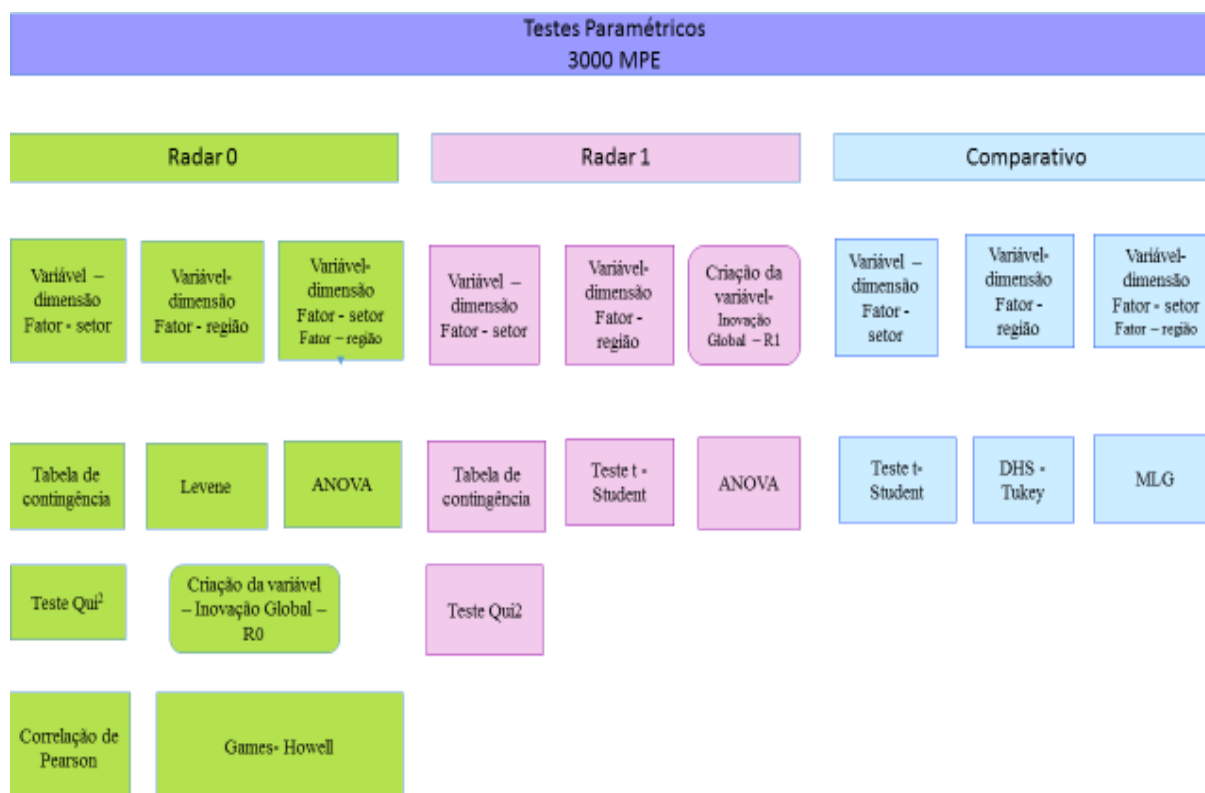 Testes Paramétricos
3000 MPE
Radar 0
Radar 1
Comparativo
Variável –
dimensão
Fator - setor
Variável-
dimensão
Fator - região
Variável-
dimensão
Fator - setor
Fator – região
Variável –
dimensão
Fator - setor
Variável-
dimensão
Fator -
região
Criação da
variável-
Inovação
Global – R1
Variável –
dimensão
Fator -
setor
Variável-
dimensão
Fator -
região
Variável-
dimensão
Fator - setor
Fator – região
Tabela de
contingência
Levene
ANOVA
Tabela de
contingência
Teste t -
Student
ANOVA
Teste t-
Student
DHS -
Tukey
MLG
Teste Qui²
Criação da variável
– Inovação Global –
R0
Teste Qui2
Correlação de
Pearson
Games- Howell